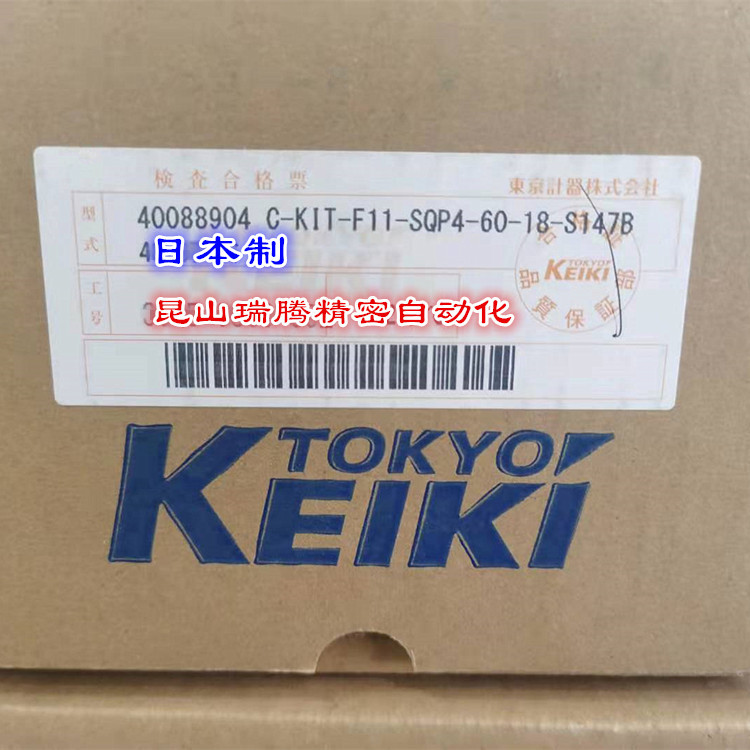 検査合格票
東京計器株式会社
型式
40088904 C-KIT-F11-SQP4-60-18-S147B
日本制
TOKYO
KEIKI
品質保証部
工号
昆山瑞腾精密自动化
TOKYO
KEIKI